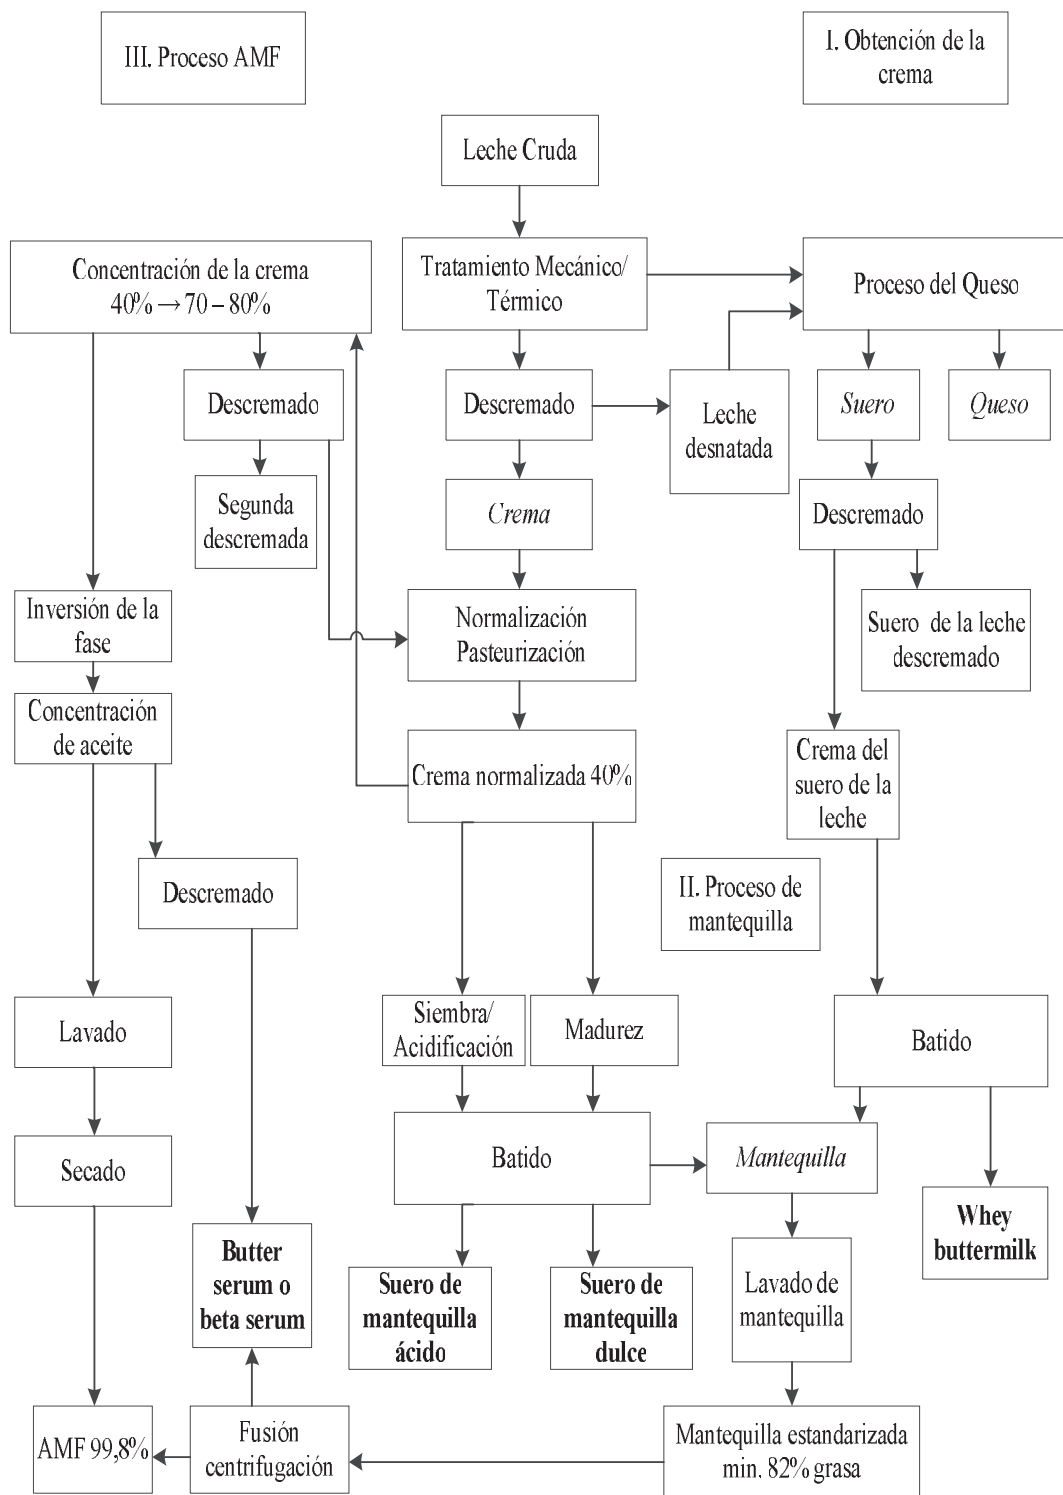 III. Proceso AMF
I. Obtención de la
crema
Leche Cruda
Concentración de la crema
40% → 70 – 80%
Tratamiento Mecánico/
Térmico
Proceso del Queso
Descremado
Descremado
Leche
desnatada
Suero
Queso
Segunda
descremada
Crema
Descremado
Inversión de la
fase
Normalización
Pasteurización
Suero de la leche
descremado
Concentración
de aceite
Crema normalizada 40%
Crema del
suero de la
leche
Descremado
II. Proceso de
mantequilla
Lavado
Siembra/
Acidificación
Madurez
Batido
Secado
Batido
Mantequilla
Whey
buttermilk
Butter
serum o
beta serum
Suero de
mantequilla
ácido
Suero de
mantequilla
dulce
Lavado de
mantequilla
AMF 99,8%
Fusión
centrifugación
Mantequilla estandarizada
min. 82% grasa